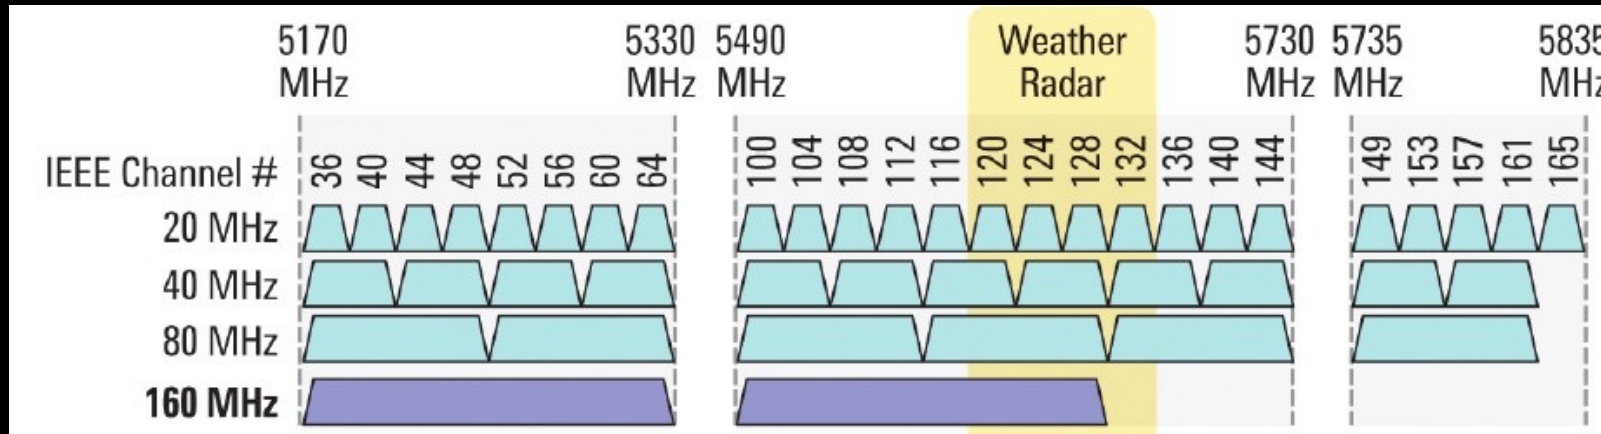 5170 MHz
5330 MHz
5490 MHz
Weather Radar
5730 MHz
5735 MHz
5835 MHz
IEEE Channel # 36 40 44 48 52 56 60 64 100 104 108 112 116 120 124 128 132 136 140 144 149 153 157 161 165
20 MHz
40 MHz
80 MHz
160 MHz